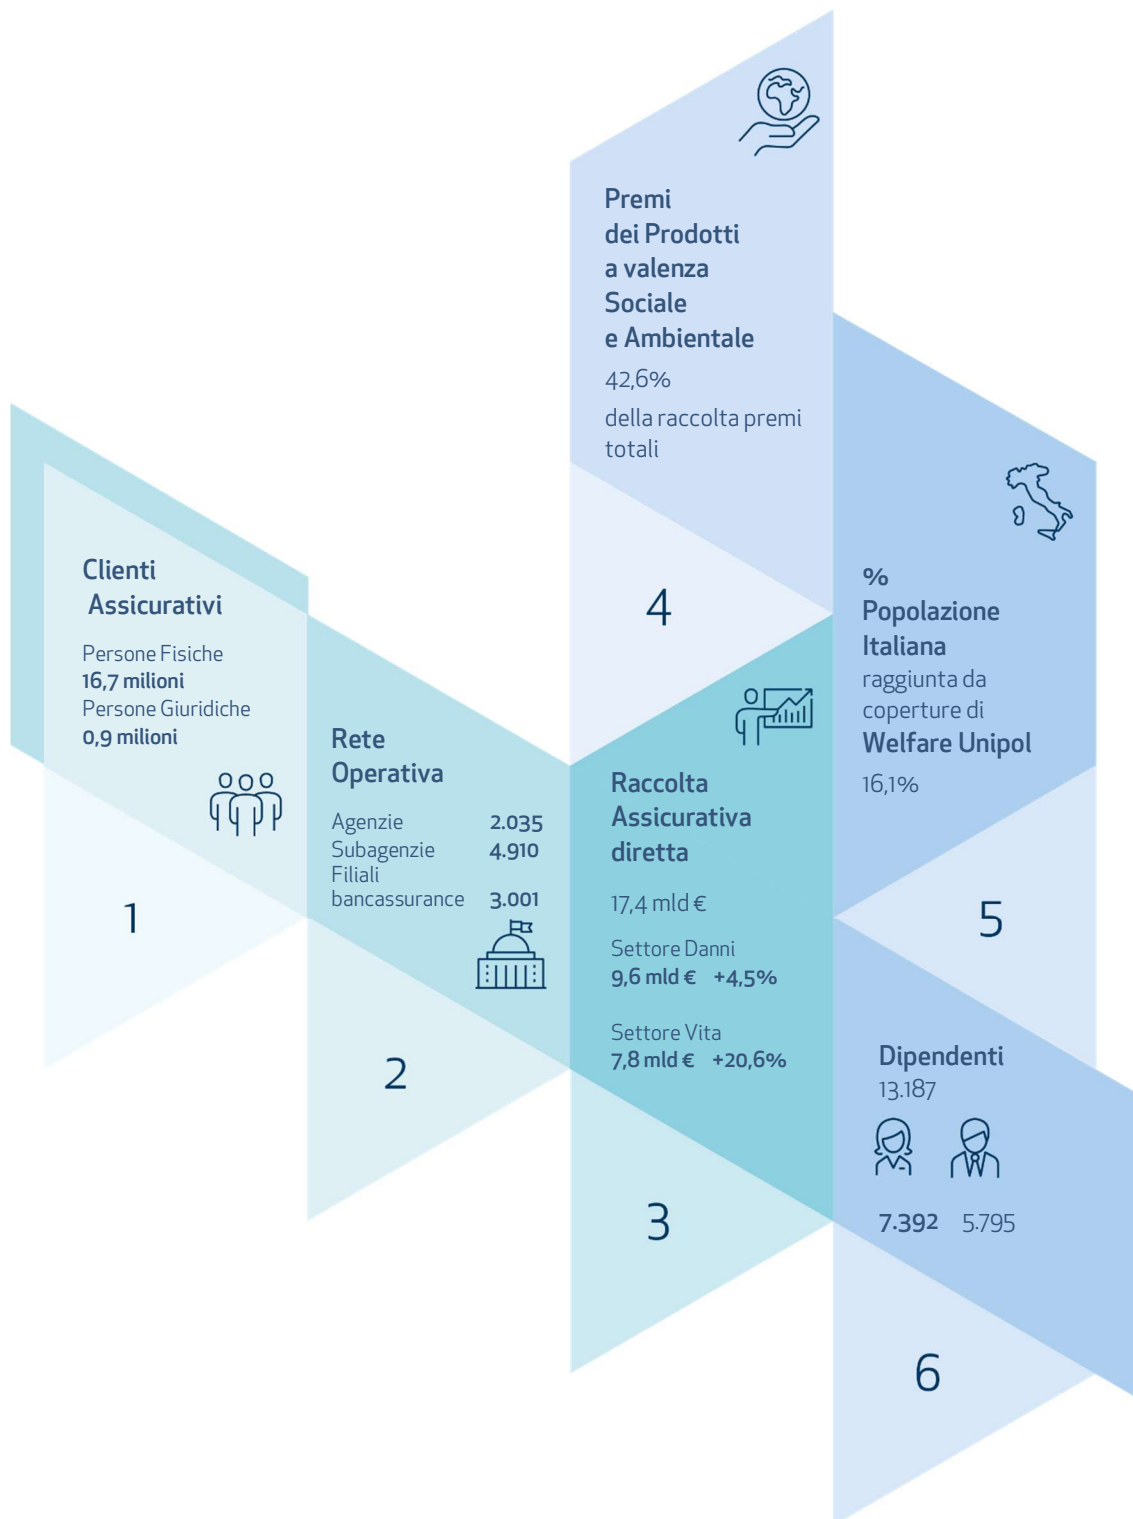 Clienti
Assicurativi
Persone Fisiche
16,7 milioni
Persone Giuridiche
0,9 milioni
1
Rete
Operativa
Agenzie 2.035
Subagenzie 4.910
Filiali
bancassurance 3.001
2
Raccolta
Assicurativa
diretta
17,4 mld €
Settore Danni
9,6 mld € +4,5%
Settore Vita
7,8 mld € +20,6%
3
Premi
dei Prodotti
a valenza
Sociale
e Ambientale
42,6%
della raccolta premi
totali
4
%
Popolazione
Italiana
raggiunta da
coperture di
Welfare Unipol
16,1%
5
Dipendenti
13.187
7.392 5.795
6